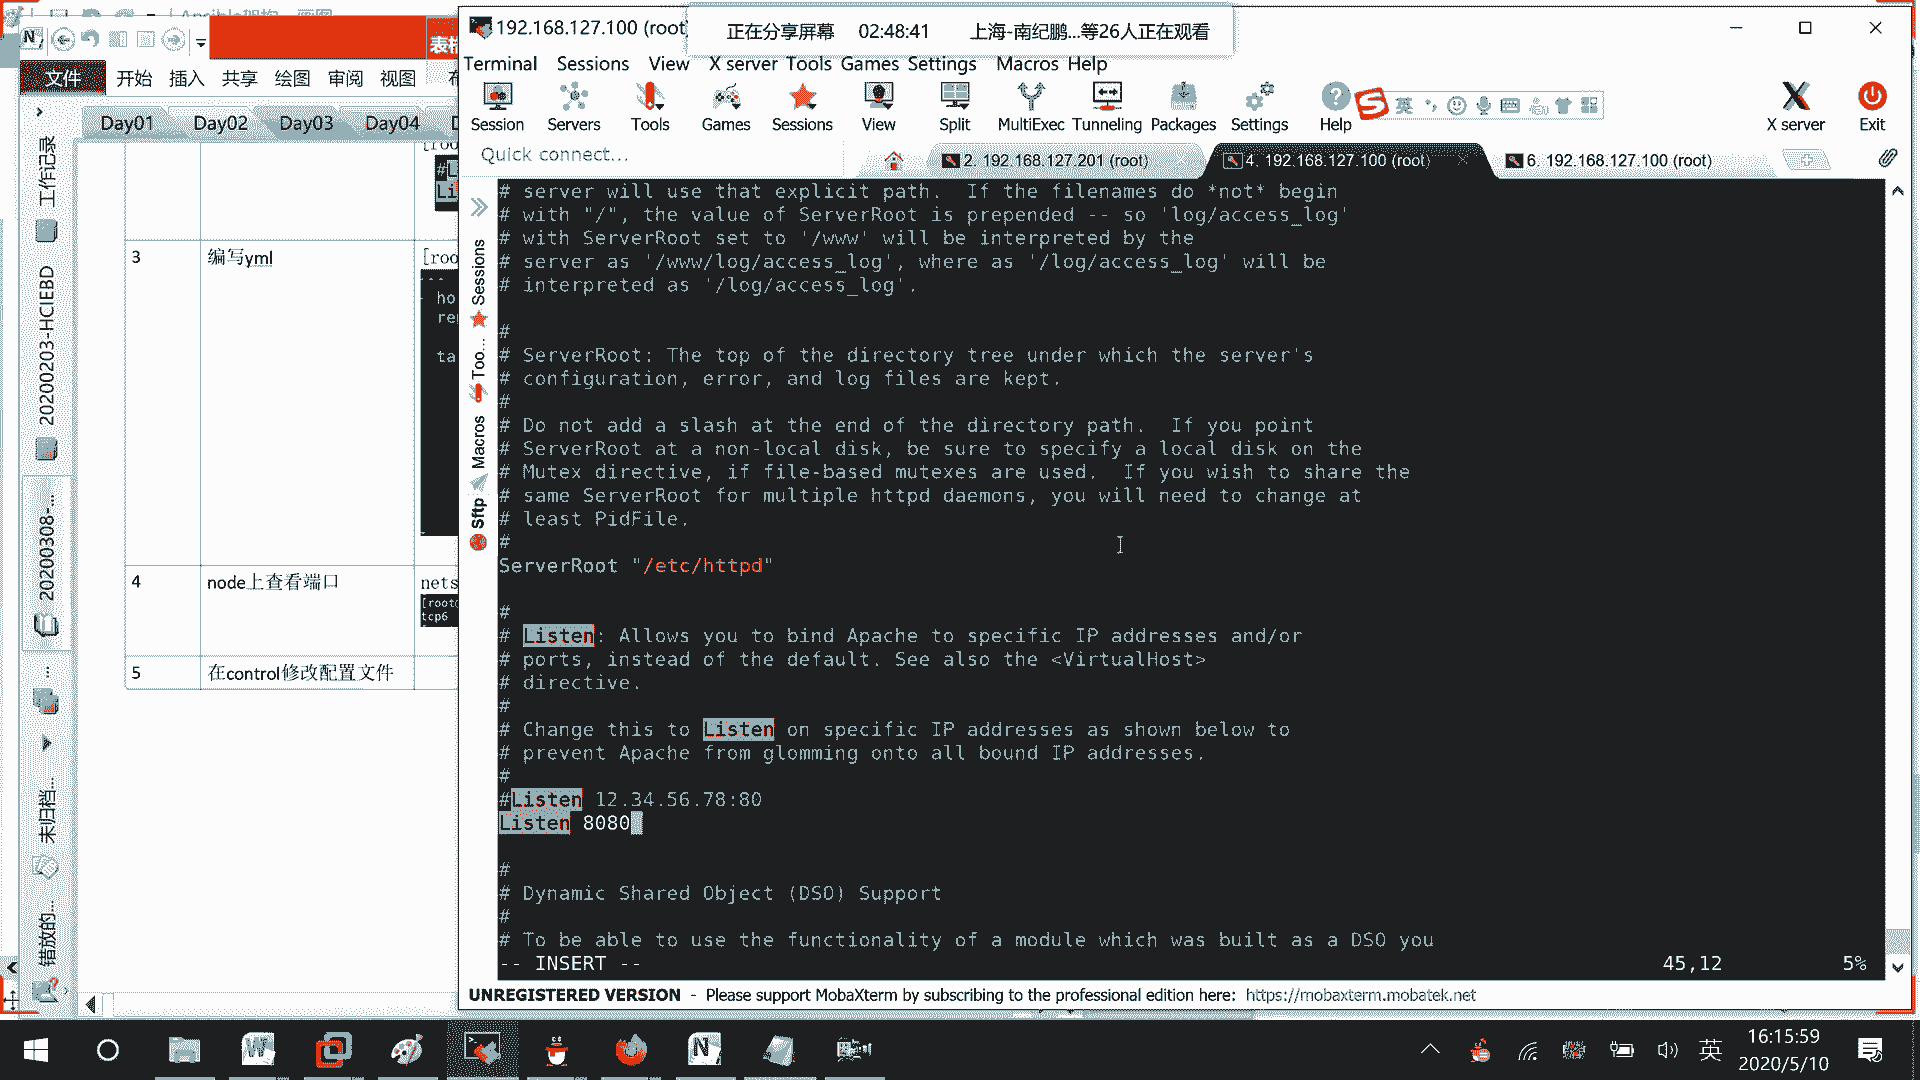 192.168.127.100 (root
正在分享屏幕 02:48:41 上海-南纪鹏...等26人正在观看
Terminal Sessions View X server Tools Games Settings Macros Help
文件 开始 插入 共享 绘图 审阅 视图
Session Servers Tools Games Sessions View Split MultiExec Tunneling Packages Settings Help
英
X server Exit
Day01 Day02 Day03 Day04
Quick connect...
2. 192.168.127.201 (root)
4. 192.168.127.100 (root)
6. 192.168.127.100 (root)
工作记录
20200203-HCIEBD
20200308-...
未归档...
错放的...
3 编写yml [roo
ho
re
ta
4 node上查看端口 nets
[root
tcp6
5 在control修改配置文件
Sessions
Too...
Macros
Sftp
# server will use that explicit path.  If the filenames do *not* begin
# with "/", the value of ServerRoot is prepended -- so 'log/access_log'
# with ServerRoot set to '/www' will be interpreted by the
# server as '/www/log/access_log', where as '/log/access_log' will be
# interpreted as '/log/access_log'.
#
# ServerRoot: The top of the directory tree under which the server's
# configuration, error, and log files are kept.
#
# Do not add a slash at the end of the directory path.  If you point
# ServerRoot at a non-local disk, be sure to specify a local disk on the
# Mutex directive, if file-based mutexes are used.  If you wish to share the
# same ServerRoot for multiple httpd daemons, you will need to change at
# least PidFile.
#
ServerRoot "/etc/httpd"
#
# Listen: Allows you to bind Apache to specific IP addresses and/or
# ports, instead of the default. See also the <VirtualHost>
# directive.
#
# Change this to Listen on specific IP addresses as shown below to
# prevent Apache from glomming onto all bound IP addresses.
#
#Listen 12.34.56.78:80
Listen 8080
#
# Dynamic Shared Object (DSO) Support
#
# To be able to use the functionality of a module which was built as a DSO you
-- INSERT -- 45,12 5%
UNREGISTERED VERSION - Please support MobaXterm by subscribing to the professional edition here: https://mobaxterm.mobatek.net
英
16:15:59
2020/5/10